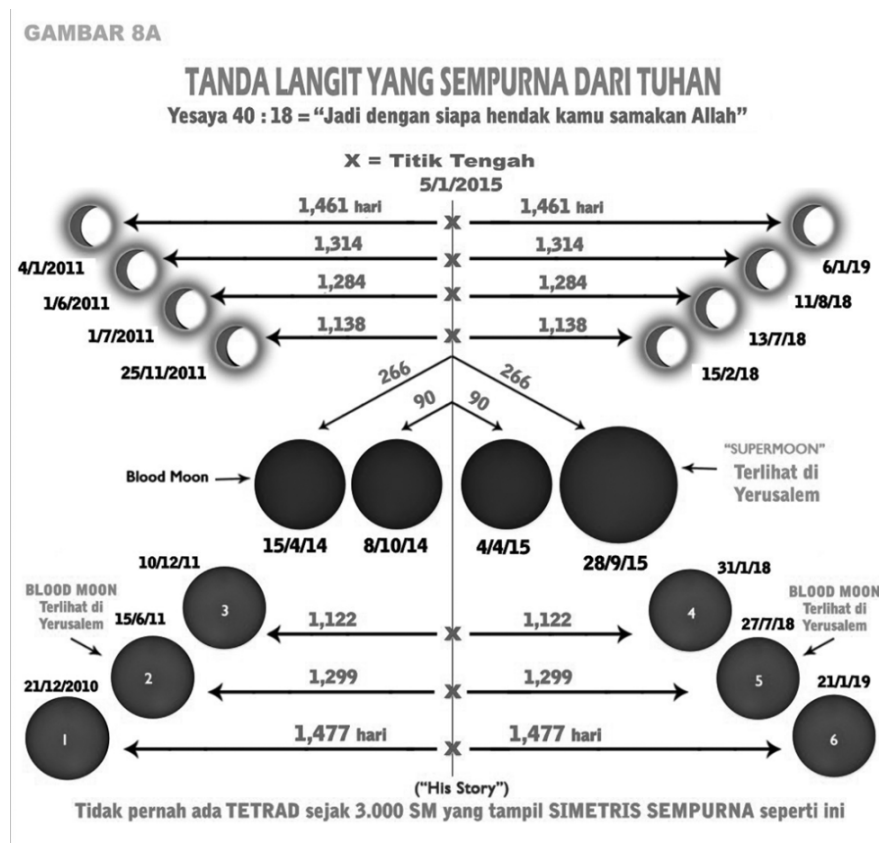 GAMBAR 8A
TANDA LANGIT YANG SEMPURNA DARI TUHAN
Yesaya 40 : 18 = “Jadi dengan siapa hendak kamu samakan Allah”
X = Titik Tengah
5/1/2015
1,461 hari X 1,461 hari
4/1/2011 1,314 X 1,314 6/1/19
1/6/2011 1,284 X 1,284 11/8/18
1/7/2011 1,138 X 1,138 13/7/18
25/11/2011 15/2/18
266 266
90 90
Blood Moon
“SUPERMOON”
Terlihat di
Yerusalem
15/4/14 8/10/14 4/4/15 28/9/15
10/12/11 31/1/18
BLOOD MOON
Terlihat di
Yerusalem
15/6/11 3 4 27/7/18
BLOOD MOON
Terlihat di
Yerusalem
1,122 X 1,122
21/12/2010 2 1,299 X 1,299 5 21/1/19
1 1,477 hari X 1,477 hari 6
(“His Story”)
Tidak pernah ada TETRAD sejak 3.000 SM yang tampil SIMETRIS SEMPURNA seperti ini